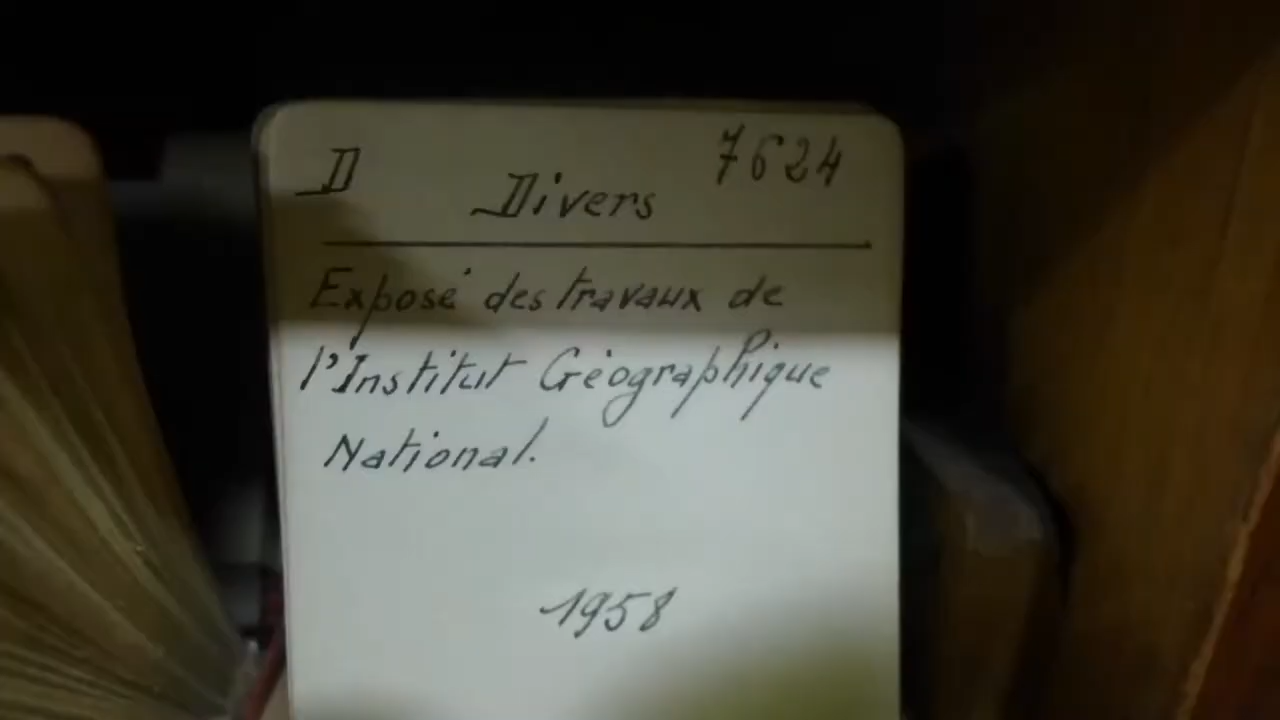 D
Divers
7624
Exposé des travaux de
l'Institut Géographique
National.
1958